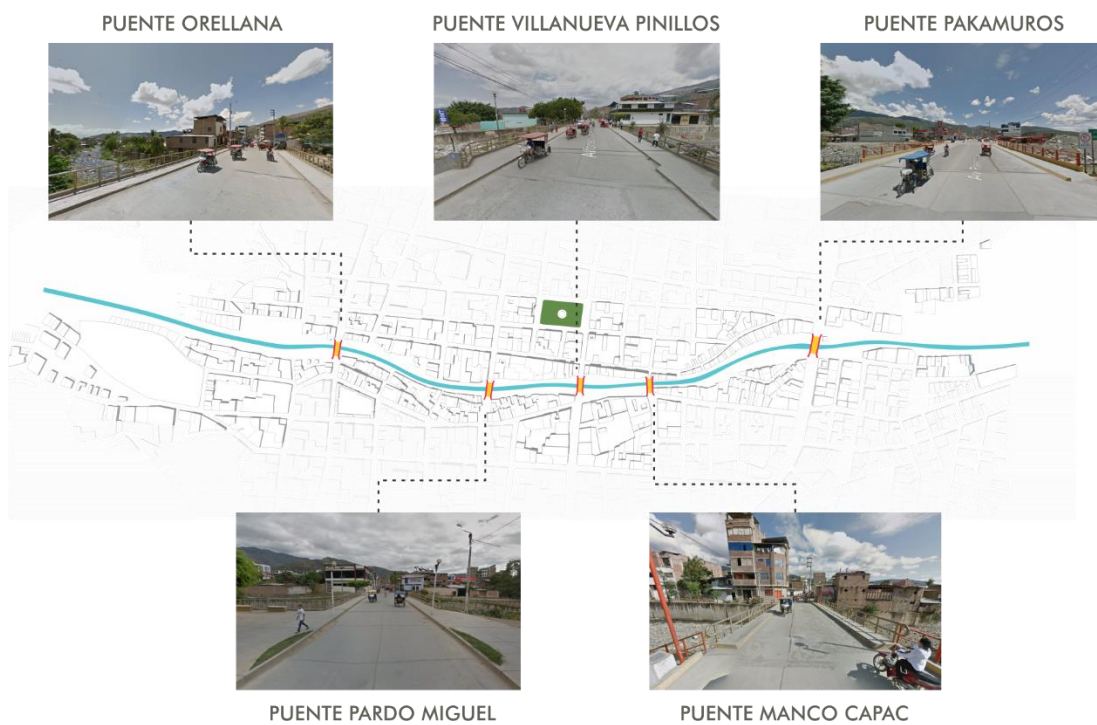 PUENTE ORELLANA
PUENTE VILLANUEVA PINILLOS
PUENTE PAKAMUROS
PUENTE PARDO MIGUEL
PUENTE MANCO CAPAC